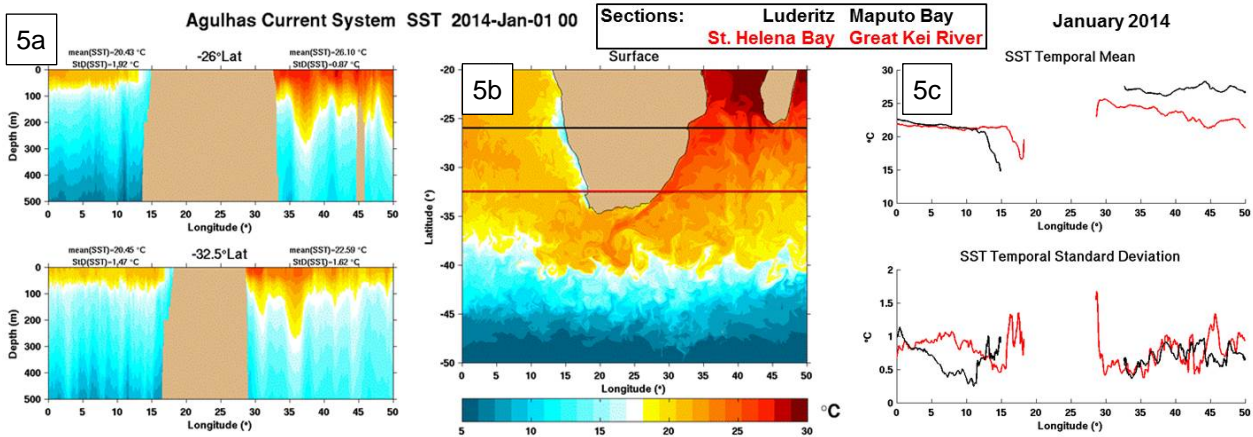 Agulhas Current System SST 2014-Jan-01 00
Sections: Luderitz Maputo Bay
St. Helena Bay Great Kei River
January 2014
5a
mean(SST)=20.43 °C
StD(SST)=1.92 °C
-26°Lat
mean(SST)=26.10 °C
StD(SST)=0.87 °C
0
100
200
300
400
500
Depth (m)
0 5 10 15 20 25 30 35 40 45 50
Longitude (°)
mean(SST)=20.45 °C
StD(SST)=1.47 °C
-32.5°Lat
mean(SST)=22.59 °C
StD(SST)=1.62 °C
0
100
200
300
400
500
Depth (m)
0 5 10 15 20 25 30 35 40 45 50
Longitude (°)
5b
Surface
-20
-25
-30
-35
-40
-45
-50
Latitude (°)
0 10 20 30 40 50
Longitude (°)
°C
5 10 15 20 25 30
5c
SST Temporal Mean
30
25
20
15
10
°C
0 5 10 15 20 25 30 35 40 45 50
Longitude (°)
SST Temporal Standard Deviation
2
1.5
1
0.5
0
°C
0 5 10 15 20 25 30 35 40 45 50
Longitude (°)